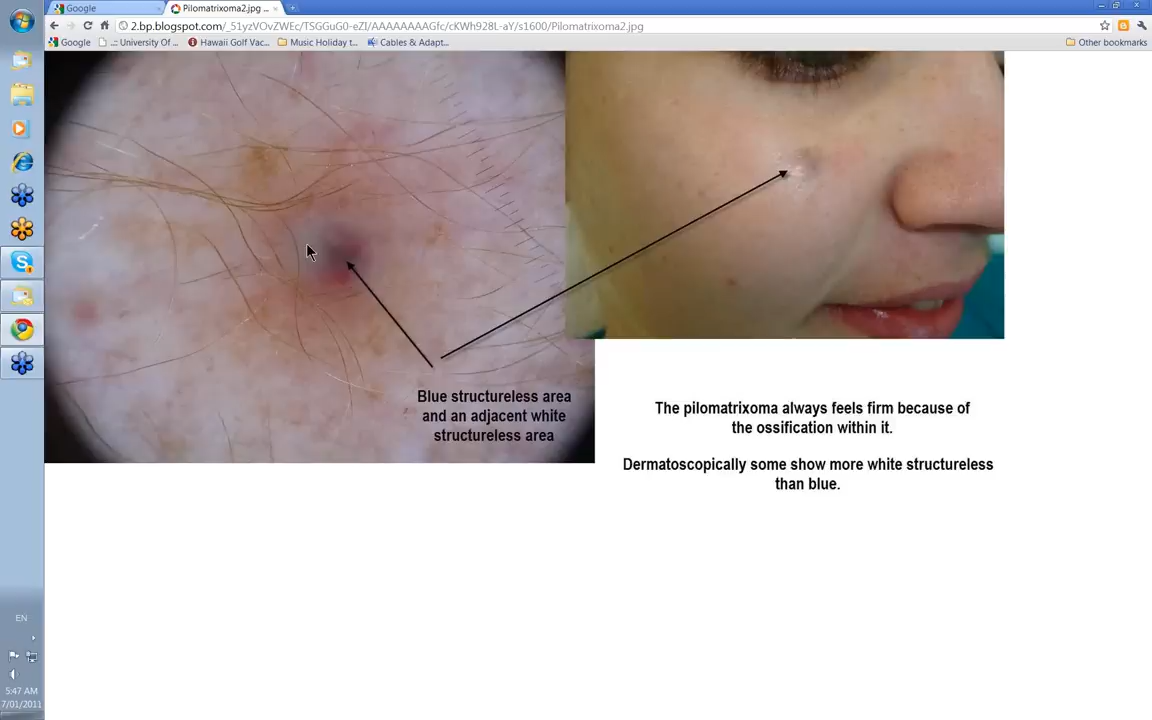 Google
Pilomatrixoma2.jpg ...
2.bp.blogspot.com/_51yzVOvZWEc/TSGGuG0-eZI/AAAAAAAAGfc/cKWh928L-aY/s1600/Pilomatrixoma2.jpg
Google
..:: University Of ...
Hawaii Golf Vac...
Music Holiday t...
Cables & Adapt...
Other bookmarks
Blue structureless area
and an adjacent white
structureless area
The pilomatrixoma always feels firm because of
the ossification within it.
Dermatoscopically some show more white structureless
than blue.
EN
5:47 AM
7/01/2011